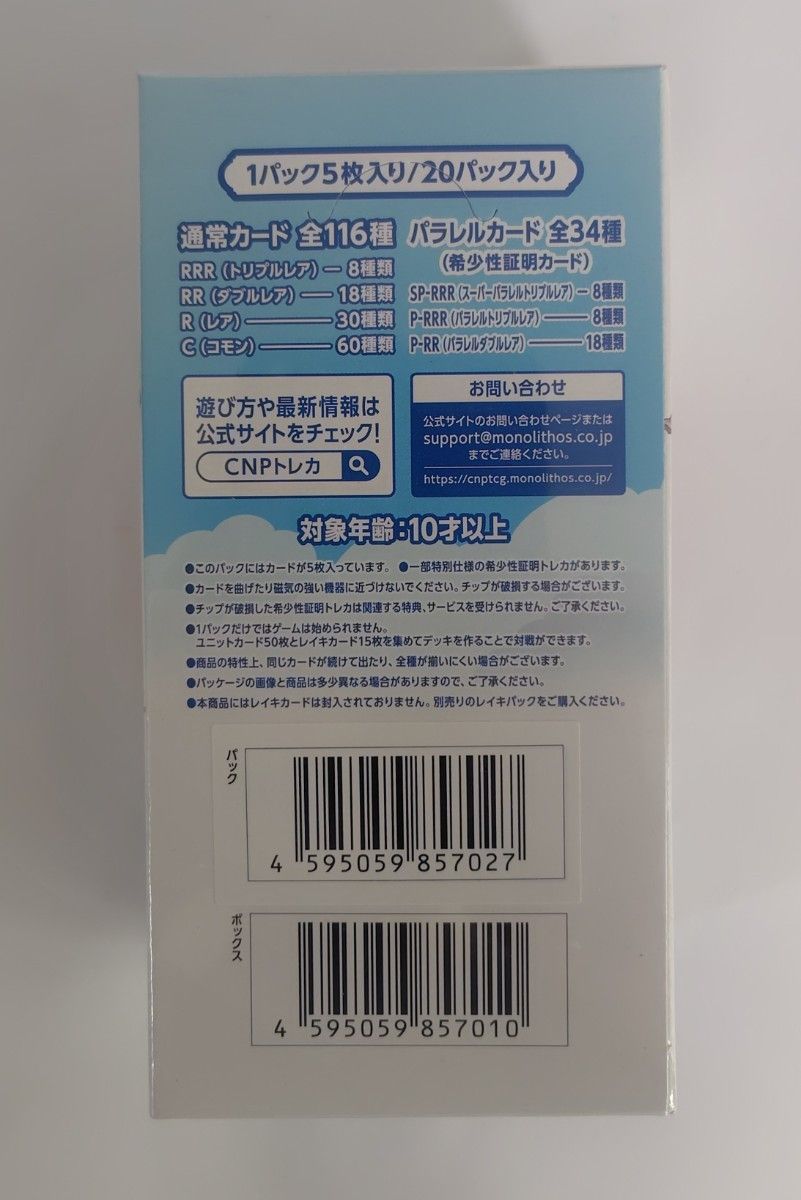 1パック5枚入り/20パック入り
通常カード 全116種
RRR（トリプルレア）― 8種類
RR（ダブルレア）― 18種類
R（レア）― 30種類
C（コモン）― 60種類
パラレルカード 全34種
（希少性証明カード）
SP-RRR（スーパーパラレルトリプルレア）― 8種類
P-RRR（パラレルトリプルレア）― 8種類
P-RR（パラレルダブルレア）― 18種類
遊び方や最新情報は
公式サイトをチェック！
CNPトレカ
お問い合わせ
公式サイトのお問い合わせページまたは
support@monolithos.co.jp
までご連絡ください。
https://cnptcg.monolithos.co.jp/
対象年齢：10才以上
●このパックにはカードが5枚入っています。 ●一部特別仕様の希少性証明トレカがあります。
●カードを曲げたり磁気の強い機器に近づけないでください。チップが破損する場合がございます。
●チップが破損した希少性証明トレカは関連する特典、サービスを受けられません。ご了承ください。
●1パックだけではゲームは始められません。
ユニットカード50枚とレイキカード15枚を集めてデッキを作ることで対戦ができます。
●商品の特性上、同じカードが続けて出たり、全種が揃いにくい場合がございます。
●パッケージの画像と商品は多少異なる場合がありますので、ご了承ください。
●本商品にはレイキカードは封入されておりません。別売りのレイキパックをご購入ください。
パック
4 595059 857027
ボックス
4 595059 857010